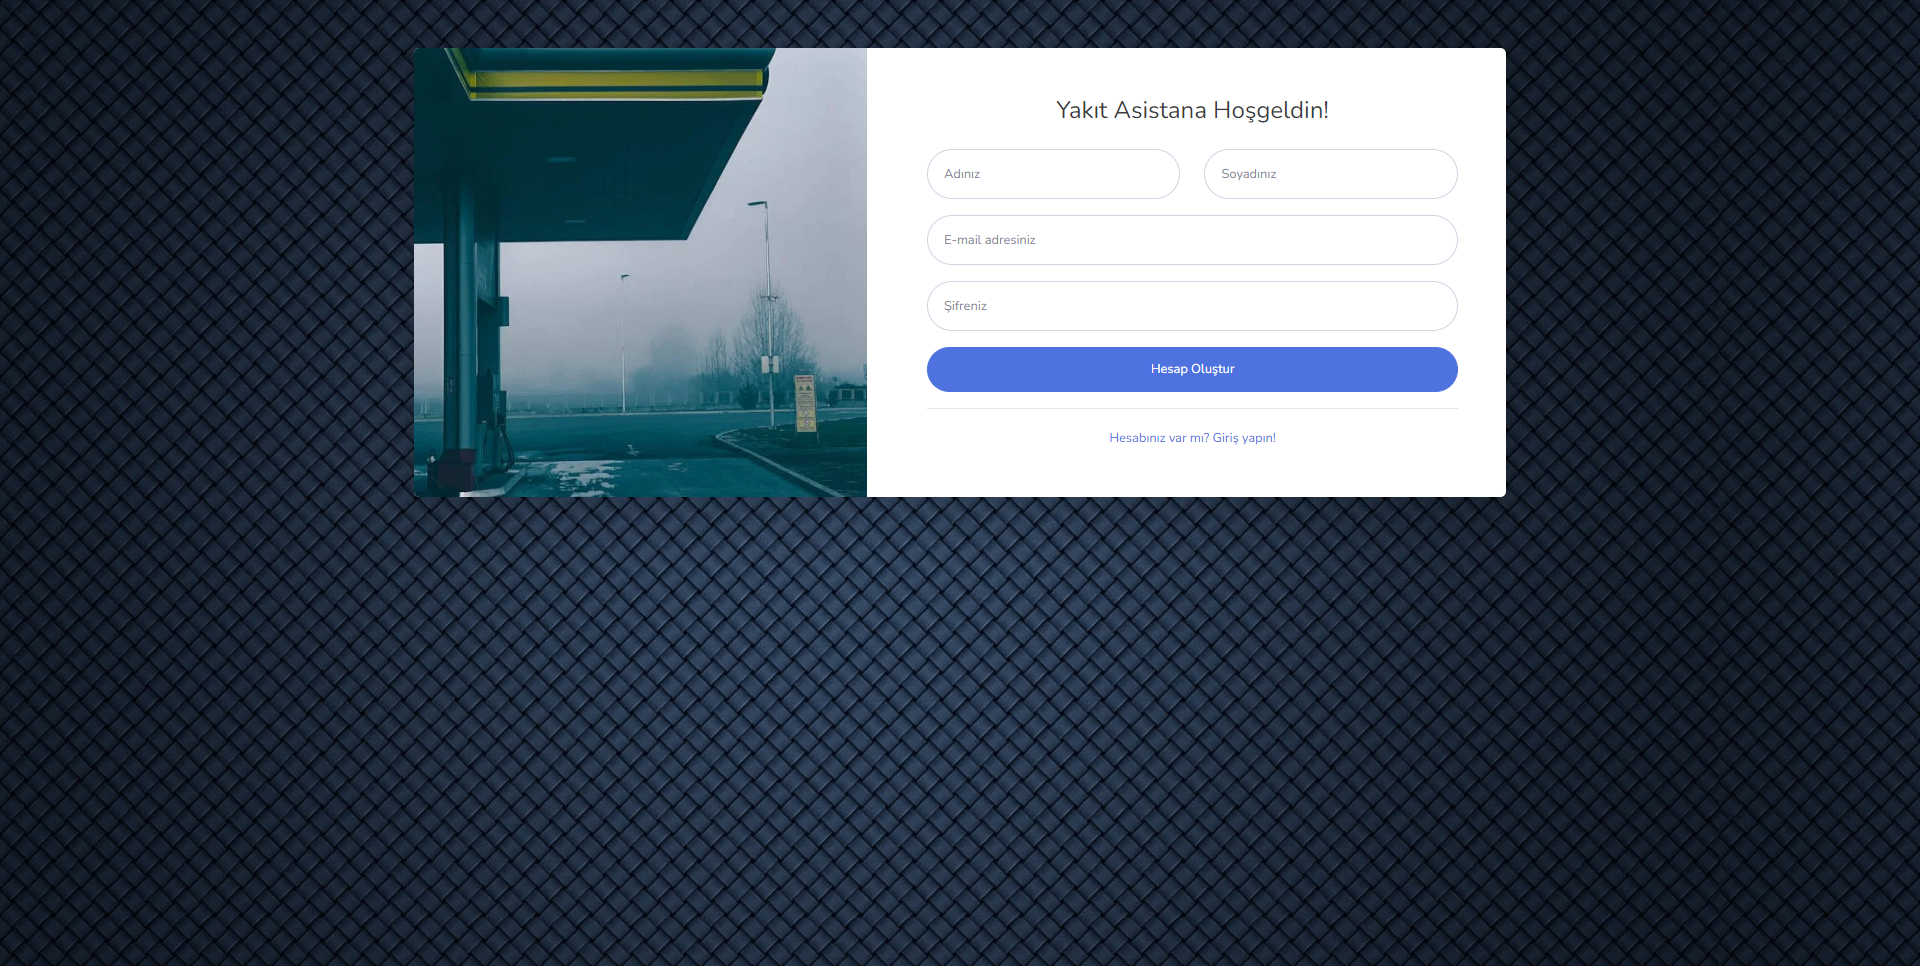 Yakıt Asistana Hoşgeldin!
Adınız
Soyadınız
E-mail adresiniz
Şifreniz
Hesap Oluştur
Hesabınız var mı? Giriş yapın!